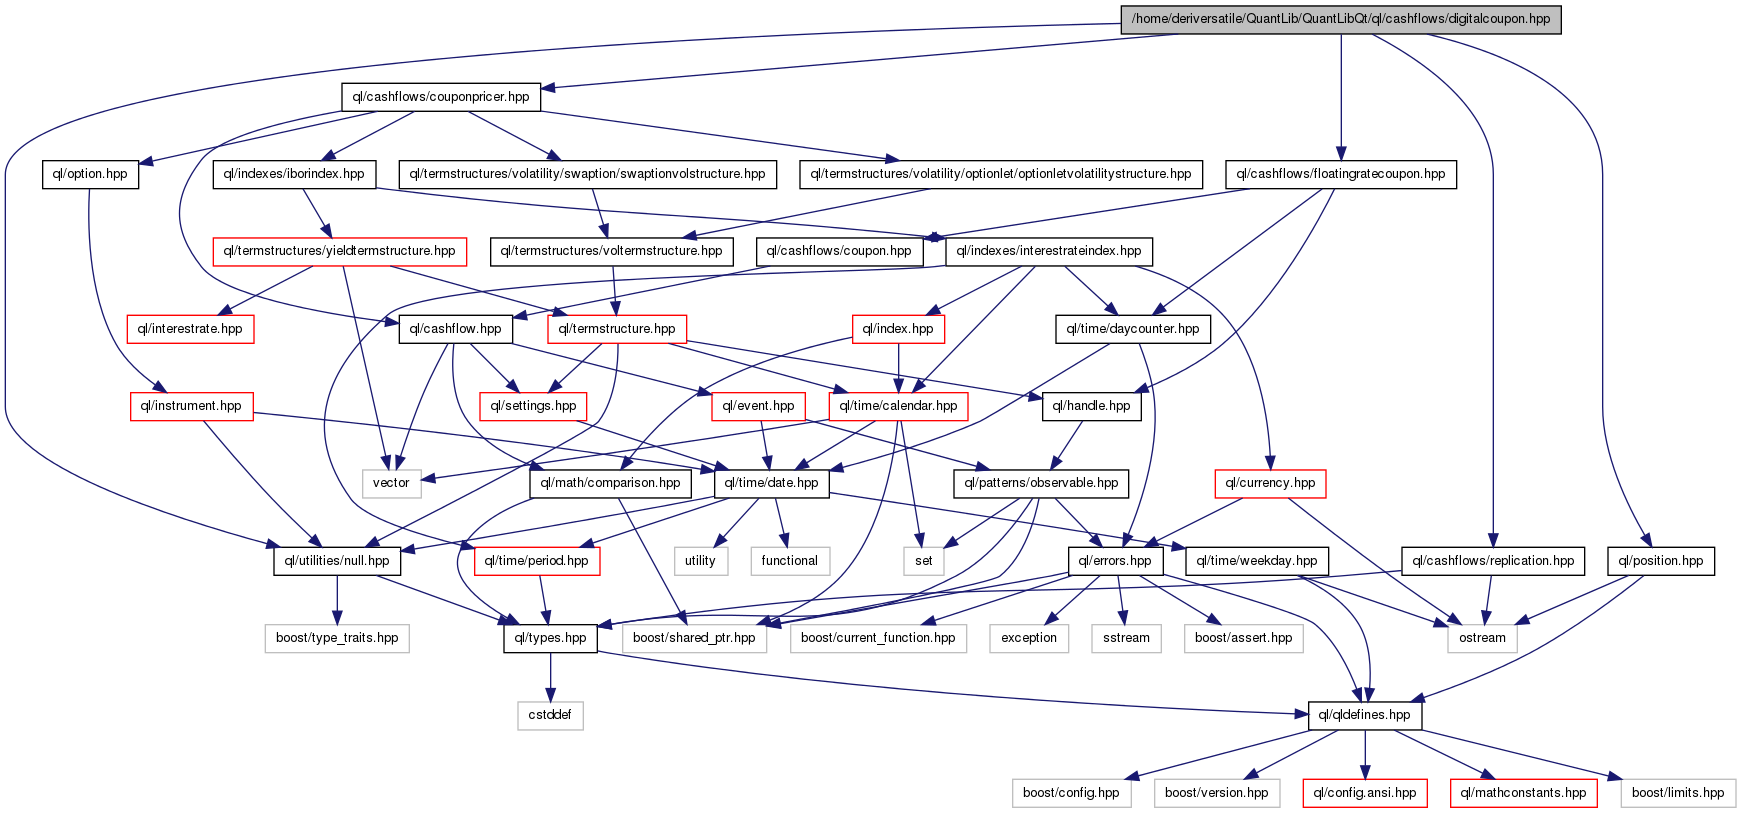 /home/deriversatile/QuantLib/QuantLibQt/ql/cashflows/digitalcoupon.hpp
ql/cashflows/couponpricer.hpp
ql/option.hpp
ql/indexes/iborindex.hpp
ql/termstructures/volatility/swaption/swaptionvolstructure.hpp
ql/termstructures/volatility/optionlet/optionletvolatilitystructure.hpp
ql/cashflows/floatingratecoupon.hpp
ql/termstructures/yieldtermstructure.hpp
ql/termstructures/voltermstructure.hpp
ql/cashflows/coupon.hpp
ql/indexes/interestrateindex.hpp
ql/interestrate.hpp
ql/cashflow.hpp
ql/termstructure.hpp
ql/index.hpp
ql/time/daycounter.hpp
ql/instrument.hpp
ql/settings.hpp
ql/event.hpp
ql/time/calendar.hpp
ql/handle.hpp
vector
ql/math/comparison.hpp
ql/time/date.hpp
ql/patterns/observable.hpp
ql/currency.hpp
ql/utilities/null.hpp
ql/time/period.hpp
utility
functional
set
ql/errors.hpp
ql/time/weekday.hpp
ql/cashflows/replication.hpp
ql/position.hpp
boost/type_traits.hpp
ql/types.hpp
boost/shared_ptr.hpp
boost/current_function.hpp
exception
sstream
boost/assert.hpp
ostream
cstddef
ql/qldefines.hpp
boost/config.hpp
boost/version.hpp
ql/config.ansi.hpp
ql/mathconstants.hpp
boost/limits.hpp